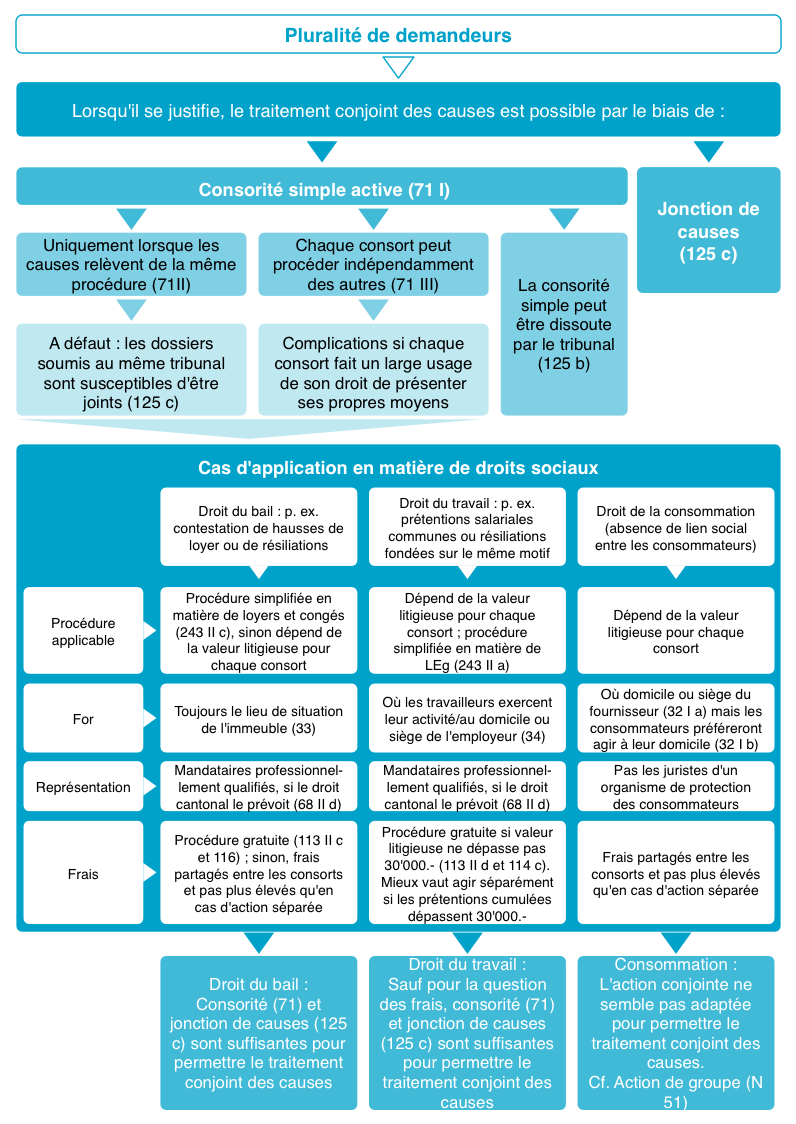 Pluralité de demandeurs
Lorsqu'il se justifie, le traitement conjoint des causes est possible par le biais de :
Consorité simple active (71 I)
Jonction de
causes
(125 c)
Uniquement lorsque les
causes relèvent de la même
procédure (71II)
Chaque consort peut
procéder indépendamment
des autres (71 III)
La consorité
simple peut
être dissoute
par le tribunal
(125 b)
A défaut : les dossiers
soumis au même tribunal
sont susceptibles d'être
joints (125 c)
Complications si chaque
consort fait un large usage
de son droit de présenter
ses propres moyens
Cas d'application en matière de droits sociaux
Droit du bail : p. ex.
contestation de hausses de
loyer ou de résiliations
Droit du travail : p. ex.
prétentions salariales
communes ou résiliations
fondées sur le même motif
Droit de la consommation
(absence de lien social
entre les consommateurs)
Procédure
applicable
Procédure simplifiée en
matière de loyers et congés
(243 II c), sinon dépend de
la valeur litigieuse pour
chaque consort
Dépend de la valeur
litigieuse pour chaque
consort ; procédure
simplifiée en matière de
LEg (243 II a)
Dépend de la valeur
litigieuse pour chaque
consort
For
Toujours le lieu de situation
de l'immeuble (33)
Où les travailleurs exercent
leur activité/au domicile ou
siège de l'employeur (34)
Où domicile ou siège du
fournisseur (32 I a) mais les
consommateurs préféreront
agir à leur domicile (32 I b)
Représentation
Mandataires professionnel-
lement qualifiés, si le droit
cantonal le prévoit (68 II d)
Mandataires professionnel-
lement qualifiés, si le droit
cantonal le prévoit (68 II d)
Pas les juristes d'un
organisme de protection
des consommateurs
Frais
Procédure gratuite (113 II c
et 116) ; sinon, frais
partagés entre les consorts
et pas plus élevés qu'en
cas d'action séparée
Procédure gratuite si valeur
litigieuse ne dépasse pas
30'000.- (113 II d et 114 c).
Mieux vaut agir séparément
si les prétentions cumulées
dépassent 30'000.-
Frais partagés entre les
consorts et pas plus élevés
qu'en cas d'action séparée
Droit du bail :
Consorité (71) et
jonction de causes (125
c) sont suffisantes pour
permettre le traitement
conjoint des causes
Droit du travail :
Sauf pour la question
des frais, consorité (71)
et jonction de causes
(125 c) sont suffisantes
pour permettre le
traitement conjoint des
causes
Consommation :
L'action conjointe ne
semble pas adaptée
pour permettre le
traitement conjoint des
causes.
Cf. Action de groupe (N
51)